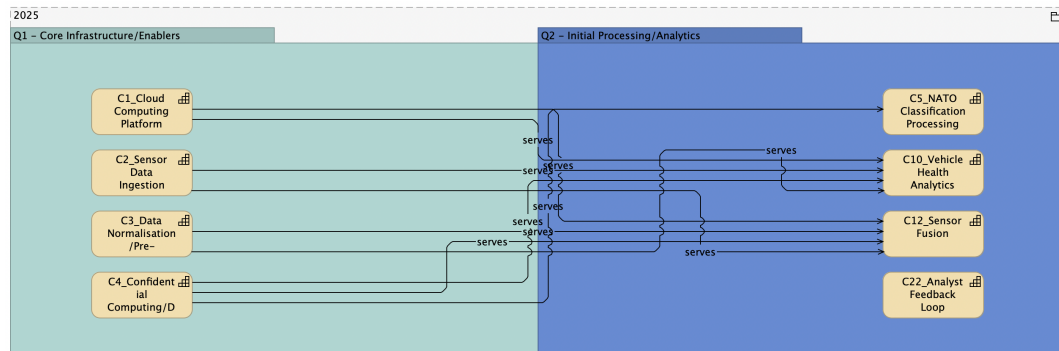 2025
Q1 – Core Infrastructure/Enablers
Q2 – Initial Processing/Analytics
C1_Cloud
Computing
Platform
C2_Sensor
Data
Ingestion
C3_Data
Normalisation
/Pre-
C4_Confident
ial
Computing/D
serves
serves
serves
serves
serves
serves
serves
serves
serves
C5_NATO
Classification
Processing
C10_Vehicle
Health
Analytics
C12_Sensor
Fusion
C22_Analyst
Feedback
Loop